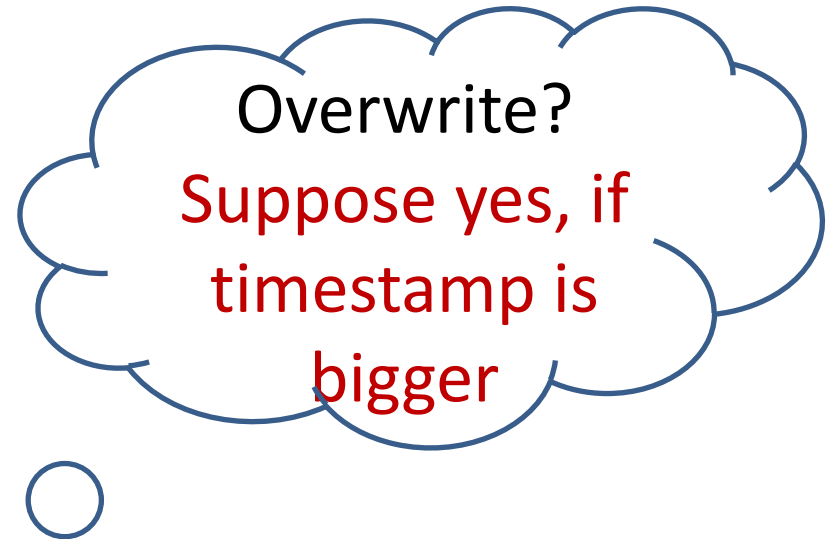 Overwrite?
Suppose yes, if
timestamp is
bigger